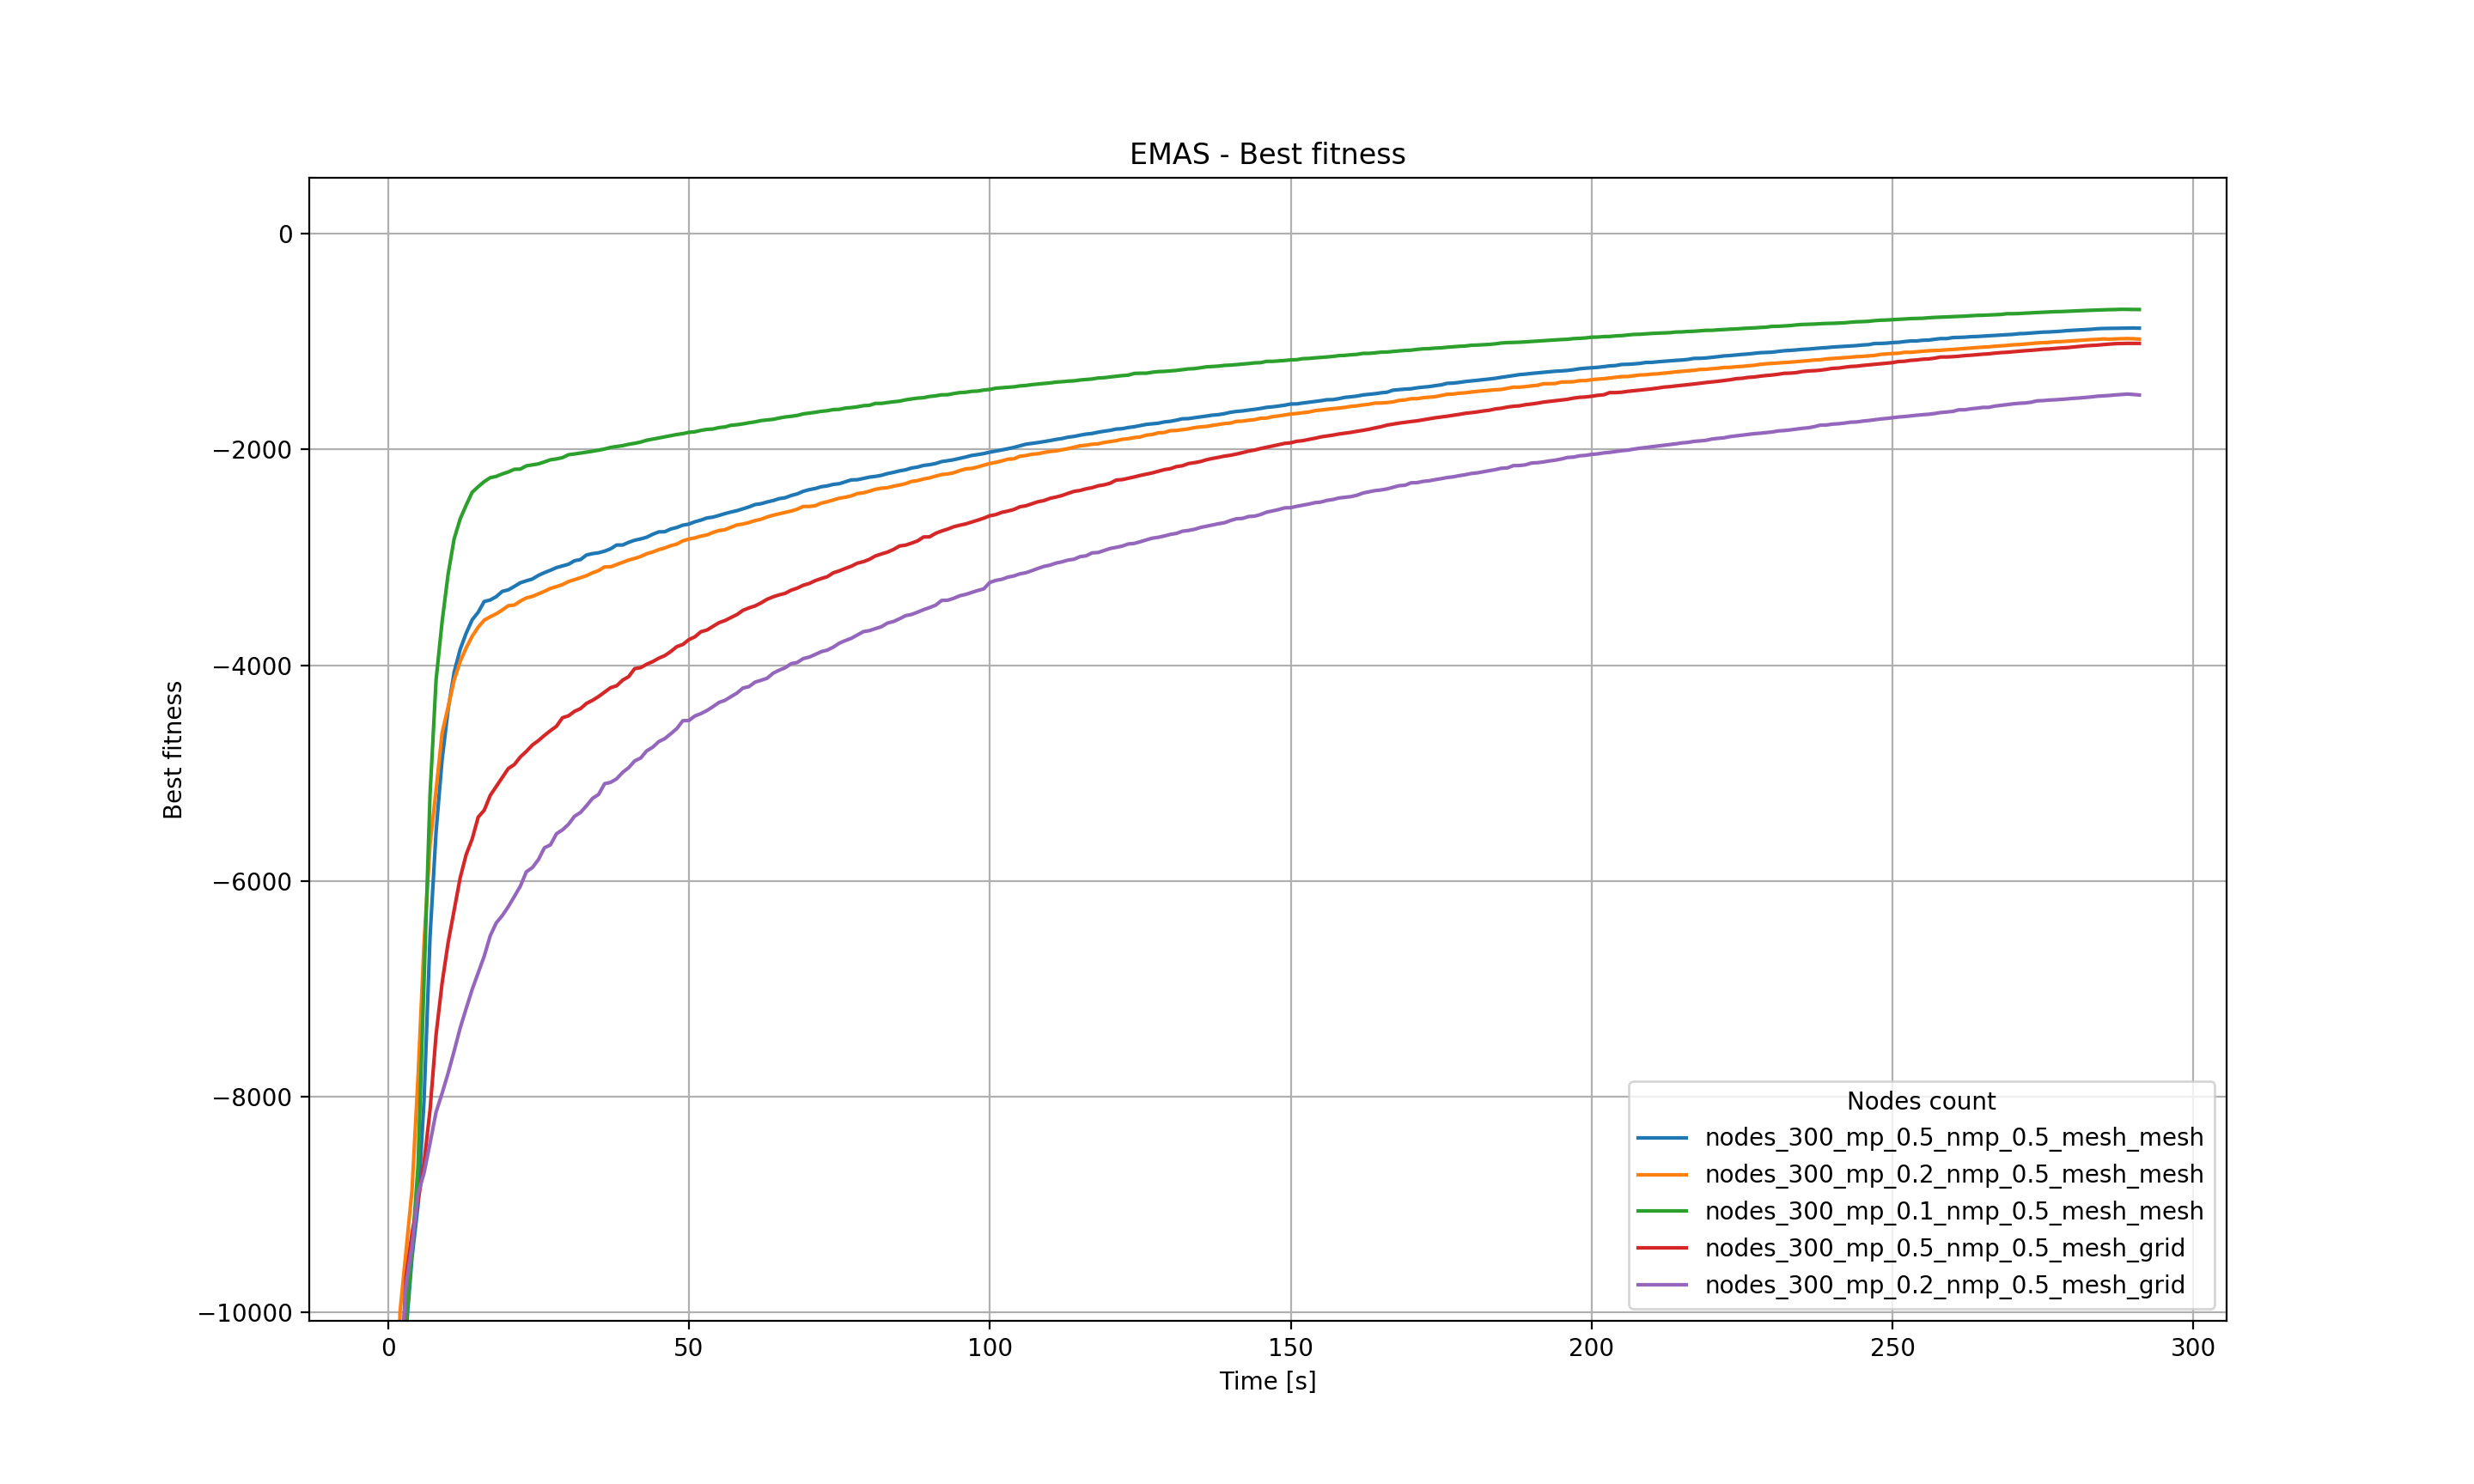 EMAS - Best fitness
Best fitness
0
−2000
−4000
−6000
−8000
−10000
0
50
100
150
200
250
300
Time [s]
Nodes count
nodes_300_mp_0.5_nmp_0.5_mesh_mesh
nodes_300_mp_0.2_nmp_0.5_mesh_mesh
nodes_300_mp_0.1_nmp_0.5_mesh_mesh
nodes_300_mp_0.5_nmp_0.5_mesh_grid
nodes_300_mp_0.2_nmp_0.5_mesh_grid